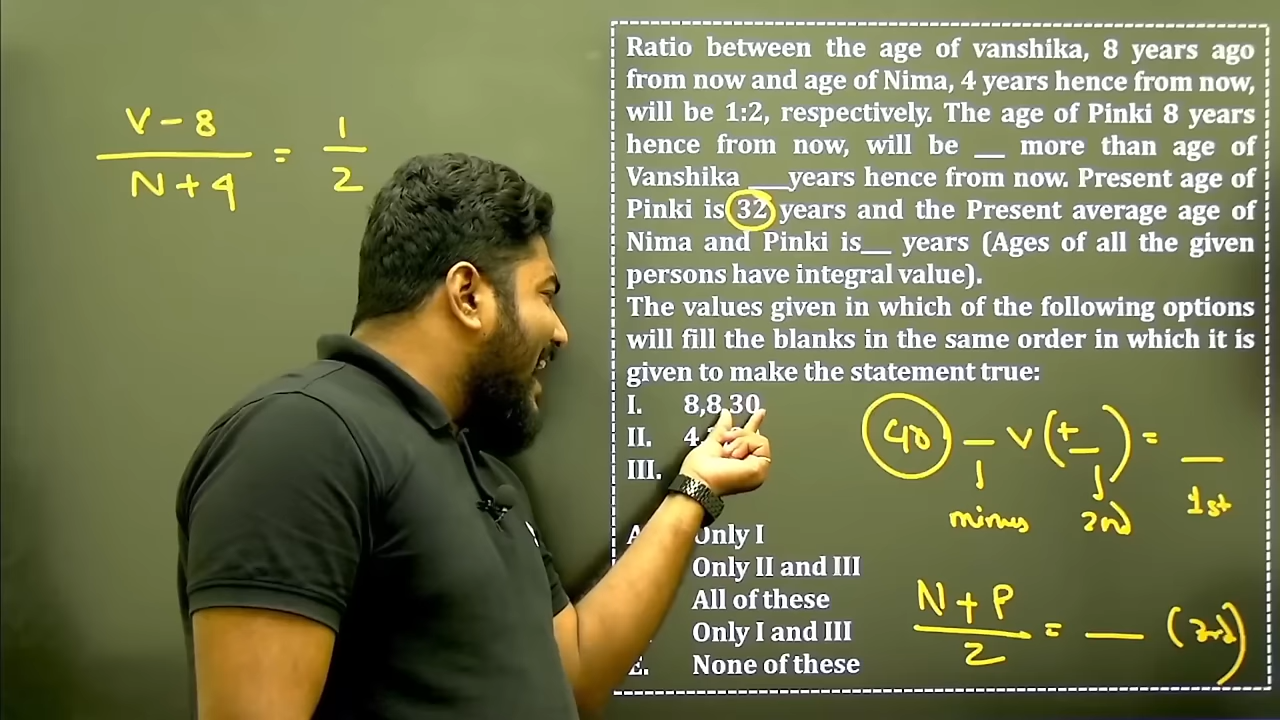 V - 8
N + 4
=
1
2
Ratio between the age of vanshika, 8 years ago
from now and age of Nima, 4 years hence from now,
will be 1:2, respectively. The age of Pinki 8 years
hence from now, will be __ more than age of
Vanshika ___years hence from now. Present age of
Pinki is 32 years and the Present average age of
Nima and Pinki is__ years (Ages of all the given
persons have integral value).
The values given in which of the following options
will fill the blanks in the same order in which it is
given to make the statement true:
I. 8,8,30
II. 4,
III.
40 — V (+ _) = _
minus 2nd 1st
Only I
Only II and III
All of these
Only I and III
E. None of these
N + P
2
= __